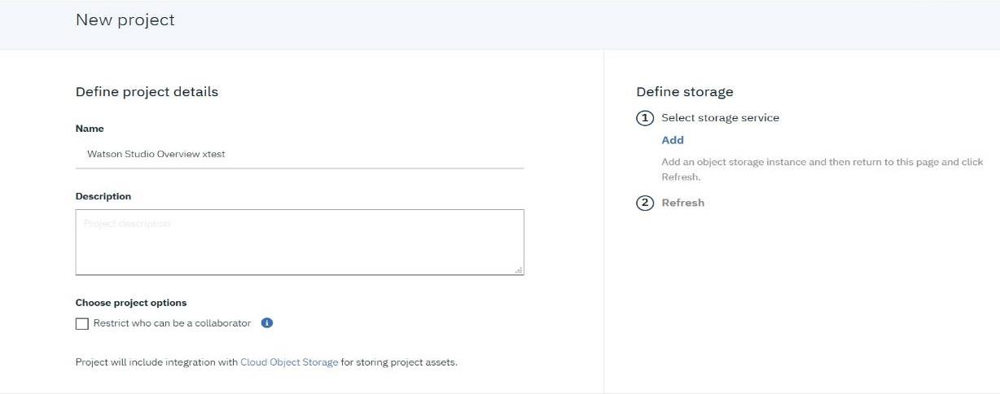 New project
Define project details
Name
Watson Studio Overview xtest
Description
Project description
Choose project options
Restrict who can be a collaborator
Project will include integration with Cloud Object Storage for storing project assets.
Define storage
1 Select storage service
Add
Add an object storage instance and then return to this page and click
Refresh.
2 Refresh